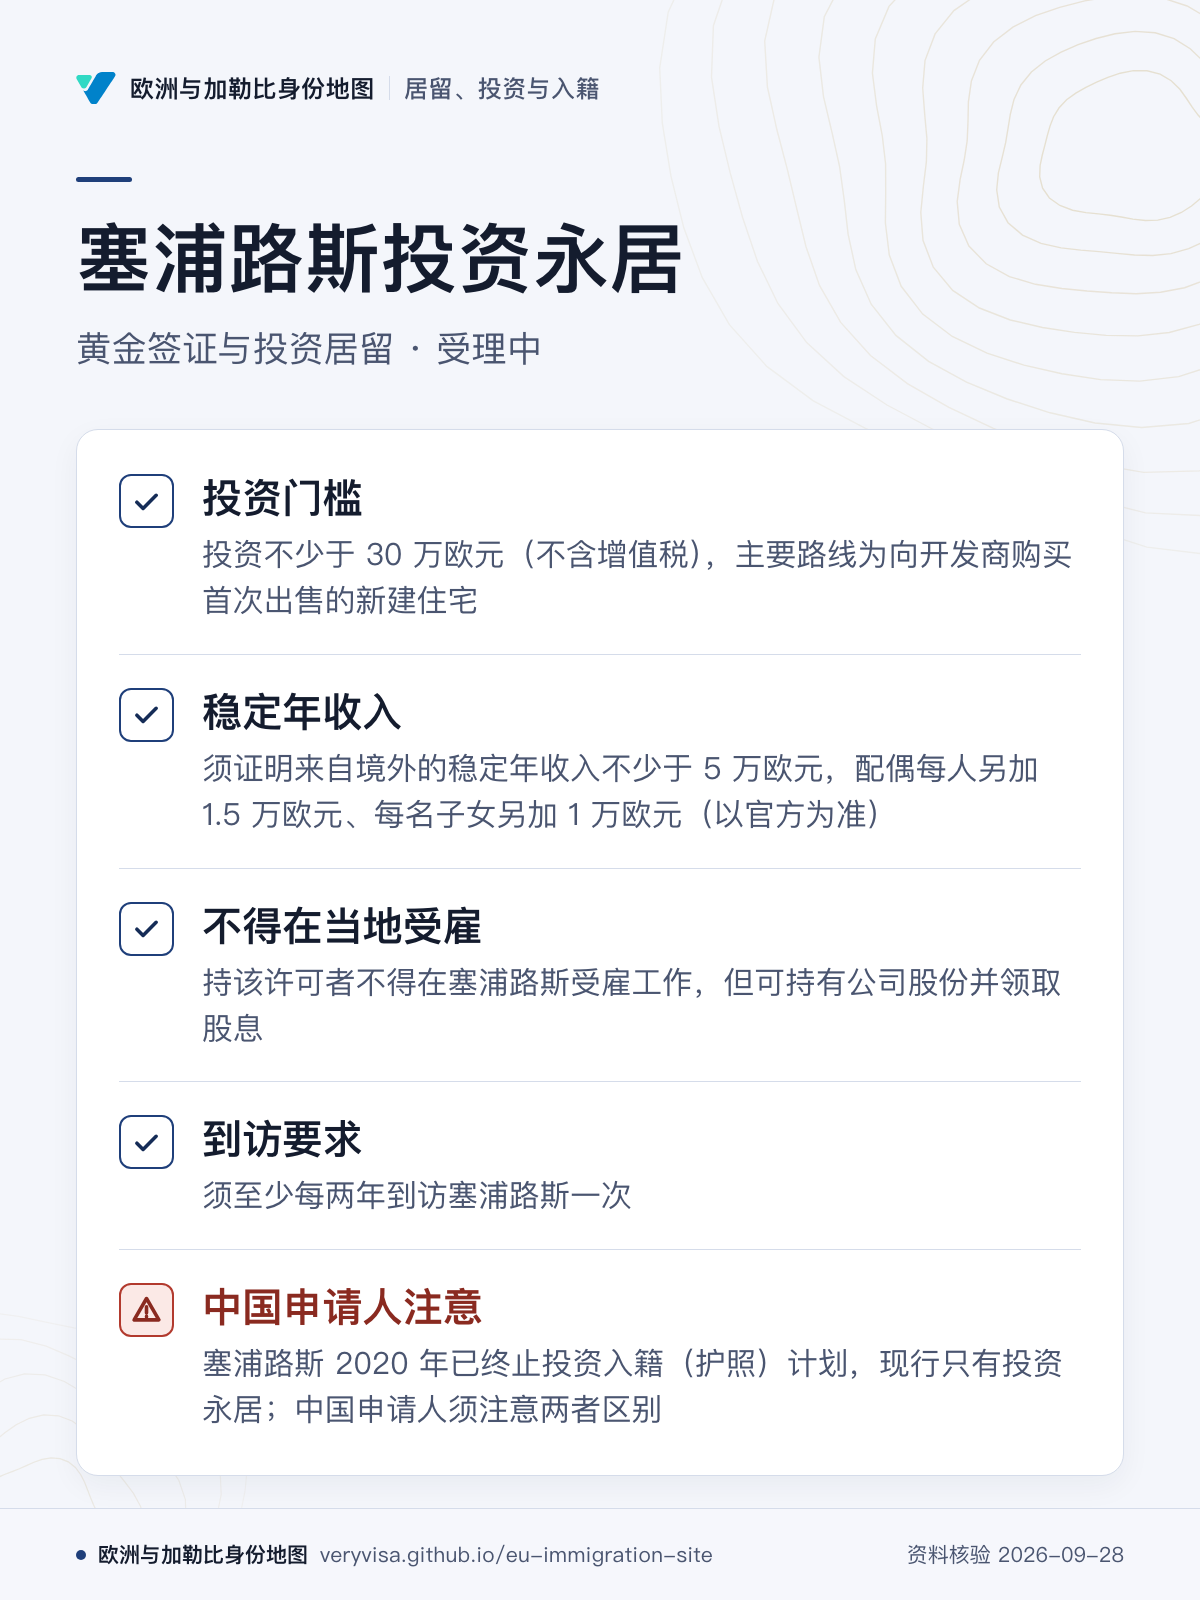 欧洲与加勒比身份地图 居留、投资与入籍
塞浦路斯投资永居
黄金签证与投资居留 · 受理中
投资门槛
投资不少于 30 万欧元（不含增值税），主要路线为向开发商购买
首次出售的新建住宅
稳定年收入
须证明来自境外的稳定年收入不少于 5 万欧元，配偶每人另加
1.5 万欧元、每名子女另加 1 万欧元（以官方为准）
不得在当地受雇
持该许可者不得在塞浦路斯受雇工作，但可持有公司股份并领取
股息
到访要求
须至少每两年到访塞浦路斯一次
中国申请人注意
塞浦路斯 2020 年已终止投资入籍（护照）计划，现行只有投资
永居；中国申请人须注意两者区别
欧洲与加勒比身份地图 veryvisa.github.io/eu-immigration-site 资料核验 2026-09-28